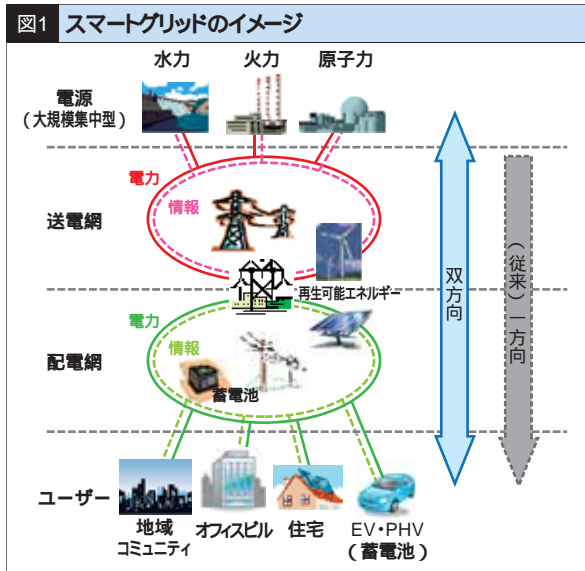 図1 スマートグリッドのイメージ
水力 火力 原子力
電源
(大規模集中型)
電力
情報
送電網
再生可能エネルギー
電力
情報
配電網
蓄電池
双方向
(従来)一方向
ユーザー
地域
コミュニティ
オフィスビル
住宅
EV・PHV
(蓄電池)